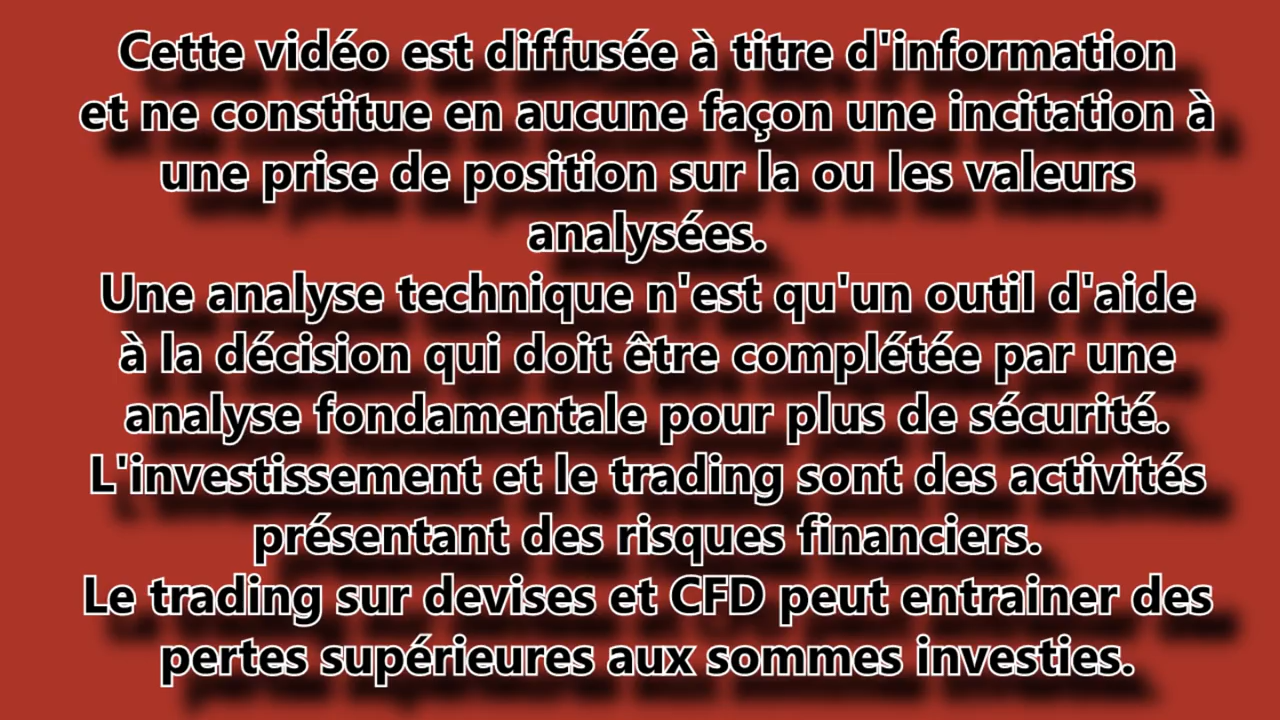 Cette vidéo est diffusée à titre d'information
et ne constitue en aucune façon une incitation à
une prise de position sur la ou les valeurs
analysées.
Une analyse technique n'est qu'un outil d'aide
à la décision qui doit être complétée par une
analyse fondamentale pour plus de sécurité.
L'investissement et le trading sont des activités
présentant des risques financiers.
Le trading sur devises et CFD peut entrainer des
pertes supérieures aux sommes investies.